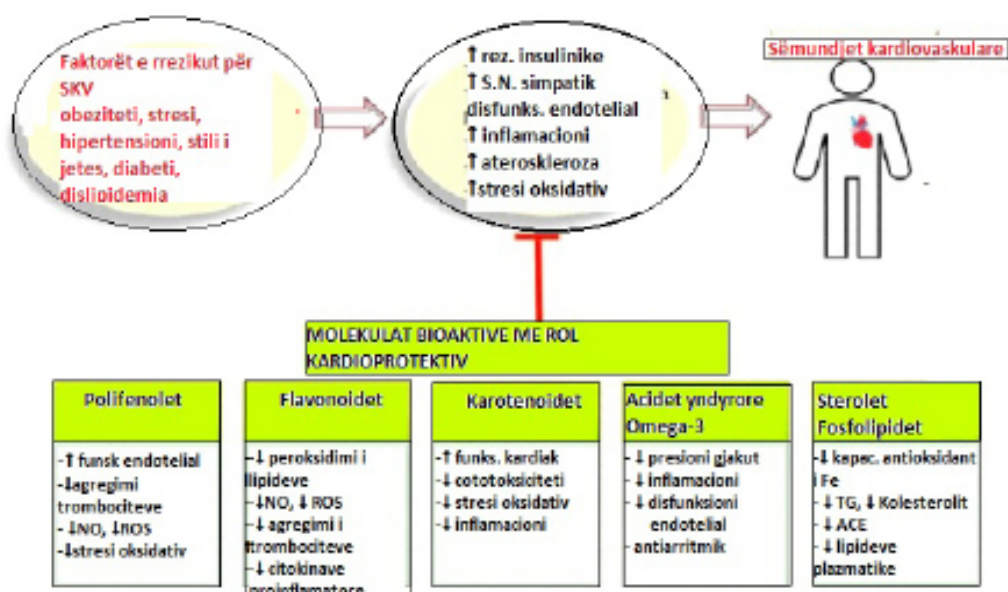 Faktorët e rrezikut për
SKV
obeziteti, stresi,
hipertensioni, stili i
jetes, diabeti,
dislipidemia
↑ rez. insulinike
↑ S.N. simpatik
disfunks. endotelial
↑ inflamacioni
↑ ateroskleroza
↑stresi oksidativ
Sëmundjet kardiovaskulare
MOLEKULAT BIOAKTIVE ME ROL
KARDIOPROTEKTIV
Polifenolet
-↑ funsk endotelial
-↓agregimi
trombociteve
- ↓NO, ↓ROS
-↓stresi oksidativ
Flavonoidet
-↓ peroksidimi i
lipideve
-↓NO, ↓ ROS
-↓ agregimi i
trombociteve
-↓ citokinave
proinflamatore
Karotenoidet
-↑ funks. kardiak
-↓ cototoksiciteti
-↓ stresi oksidativ
-↓ inflamacioni
Acidet yndyrore
Omega-3
-↓ presioni gjakut
-↓ inflamacioni
-↓ disfunksioni
endotelial
- antiarritmik
Sterolet
Fosfolipidet
-↓ kapac. antioksidant
i Fe
-↓ TG, ↓ Kolesterolit
-↓ ACE
-↓ lipideve
plazmatike